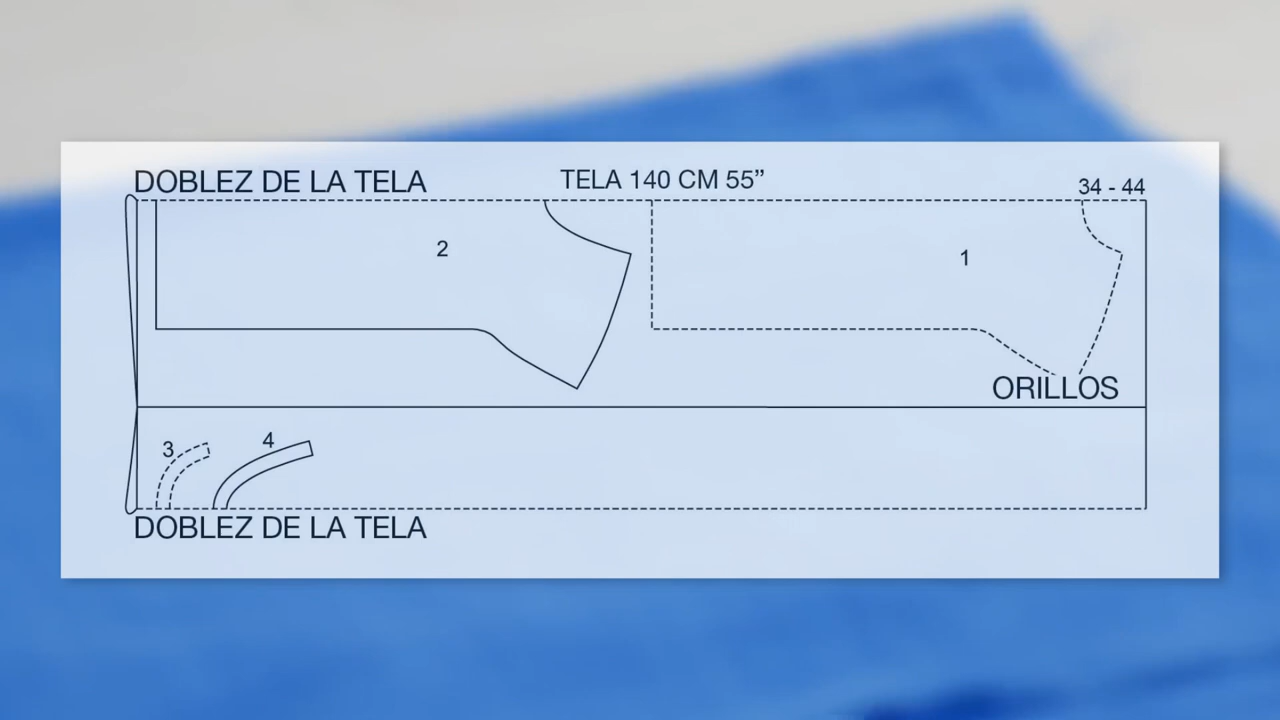 DOBLEZ DE LA TELA
TELA 140 CM 55”
34 - 44
2
1
ORILLOS
3
4
DOBLEZ DE LA TELA